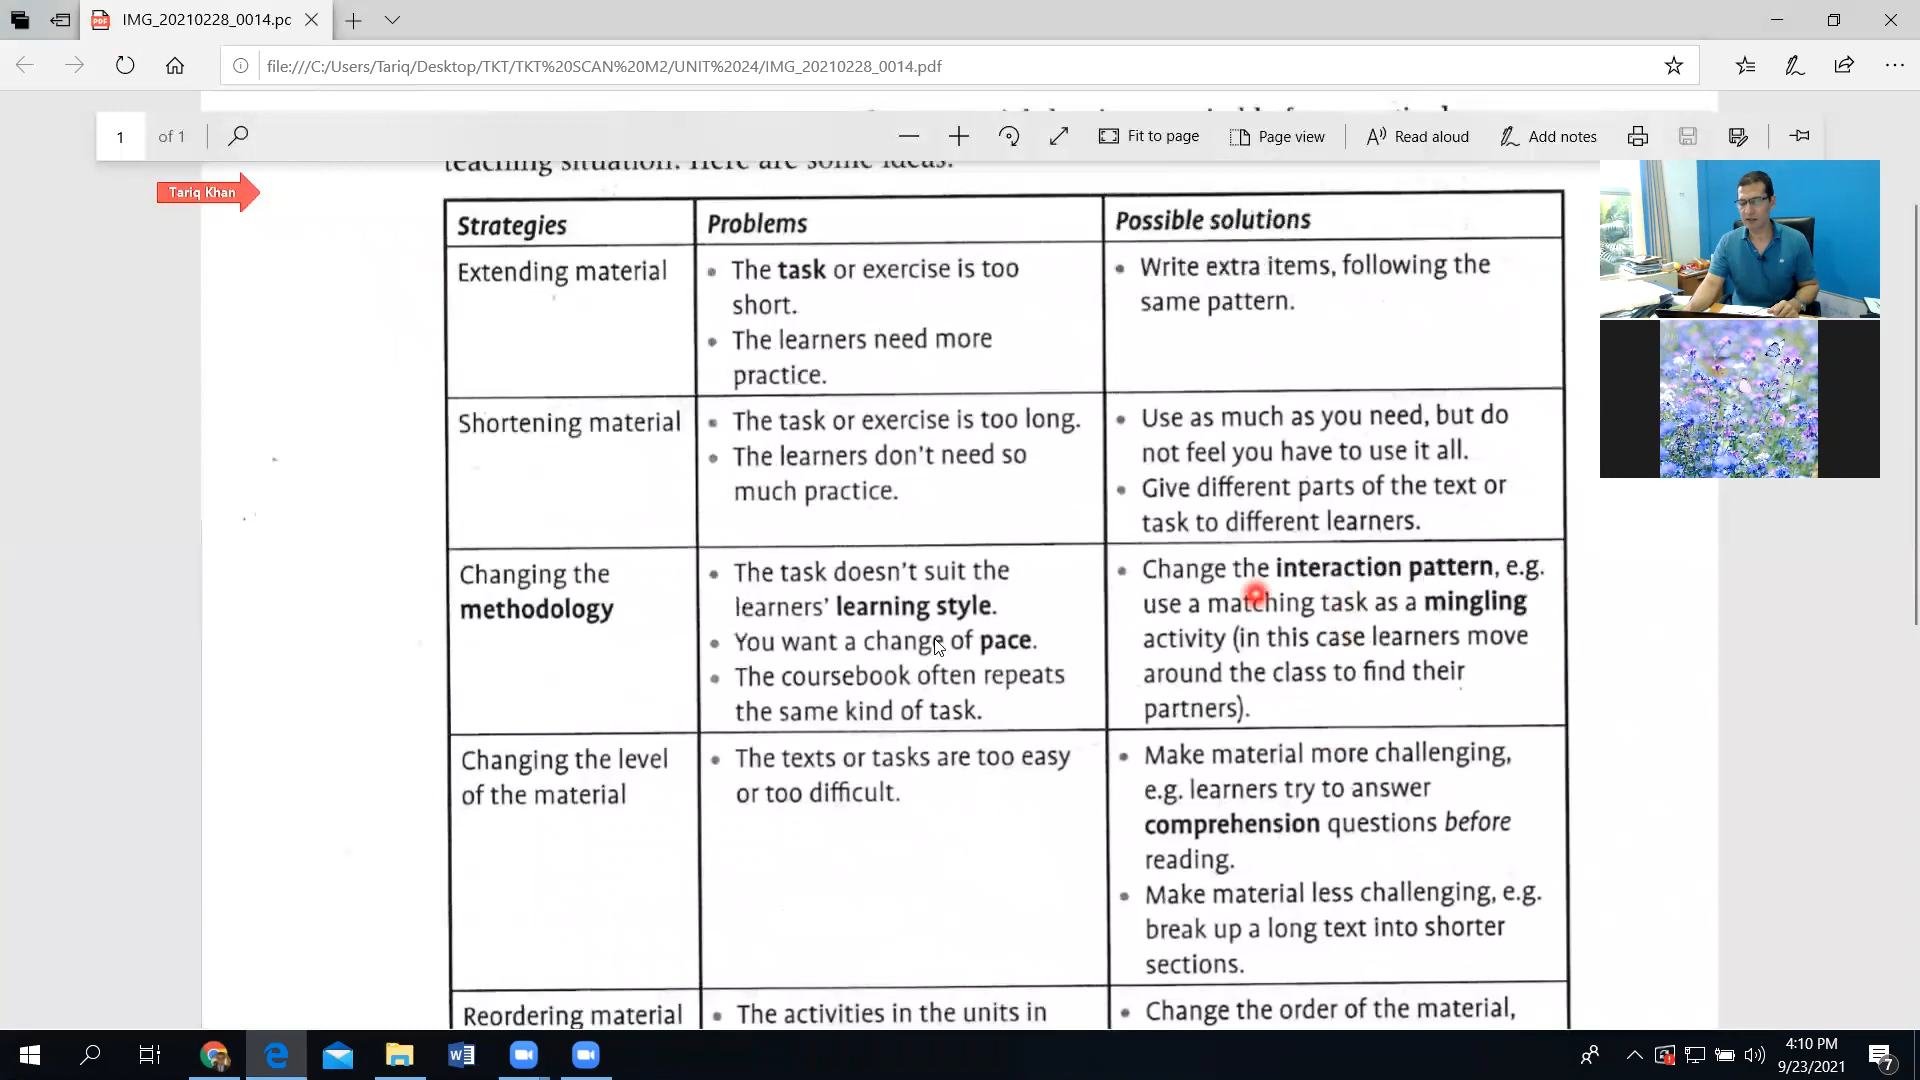 IMG_20210228_0014.pc
file:///C:/Users/Tariq/Desktop/TKT/TKT%20SCAN%20M2/UNIT%2024/IMG_20210228_0014.pdf
1 of 1
Fit to page
Page view
Read aloud
Add notes
teaching situation. Here are some ideas.
Tariq Khan
Strategies
Problems
Possible solutions
Extending material
• The task or exercise is too
short.
• The learners need more
practice.
• Write extra items, following the
same pattern.
Shortening material
• The task or exercise is too long.
• The learners don't need so
much practice.
• Use as much as you need, but do
not feel you have to use it all.
• Give different parts of the text or
task to different learners.
Changing the
methodology
• The task doesn't suit the
learners' learning style.
• You want a change of pace.
• The coursebook often repeats
the same kind of task.
• Change the interaction pattern, e.g.
use a matching task as a mingling
activity (in this case learners move
around the class to find their
partners).
Changing the level
of the material
• The texts or tasks are too easy
or too difficult.
• Make material more challenging,
e.g. learners try to answer
comprehension questions before
reading.
• Make material less challenging, e.g.
break up a long text into shorter
sections.
Reordering material
• The activities in the units in
• Change the order of the material,
4:10 PM
9/23/2021
7